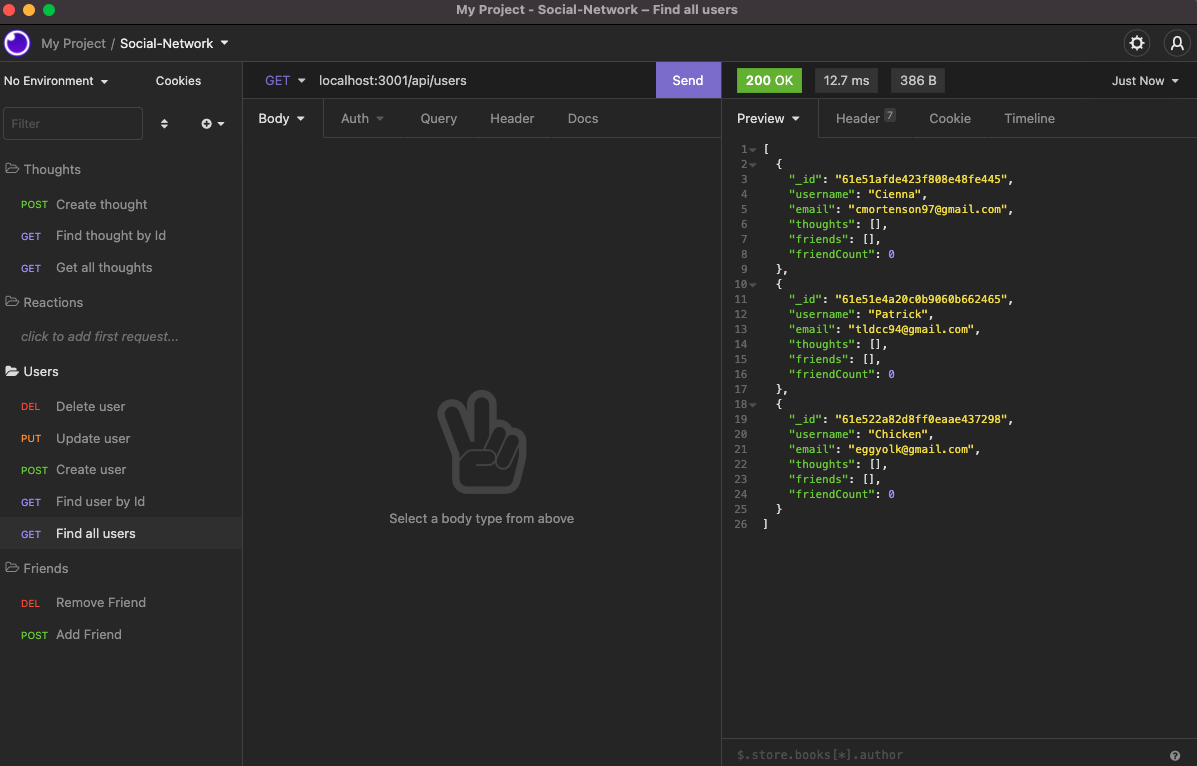 My Project - Social-Network – Find all users
My Project / Social-Network
No Environment
Cookies
Filter
Thoughts
POST Create thought
GET Find thought by Id
GET Get all thoughts
Reactions
click to add first request...
Users
DEL Delete user
PUT Update user
POST Create user
GET Find user by Id
GET Find all users
Friends
DEL Remove Friend
POST Add Friend
GET localhost:3001/api/users Send
Body Auth Query Header Docs
Select a body type from above
200 OK 12.7 ms 386 B Just Now
Preview Header 7 Cookie Timeline
1 [
2 {
3 "_id": "61e51afde423f808e48fe445",
4 "username": "Cienna",
5 "email": "cmortenson97@gmail.com",
6 "thoughts": [],
7 "friends": [],
8 "friendCount": 0
9 },
10 {
11 "_id": "61e51e4a20c0b9060b662465",
12 "username": "Patrick",
13 "email": "tldcc94@gmail.com",
14 "thoughts": [],
15 "friends": [],
16 "friendCount": 0
17 },
18 {
19 "_id": "61e522a82d8ff0eaae437298",
20 "username": "Chicken",
21 "email": "eggyolk@gmail.com",
22 "thoughts": [],
23 "friends": [],
24 "friendCount": 0
25 }
26 ]
$.store.books[*].author